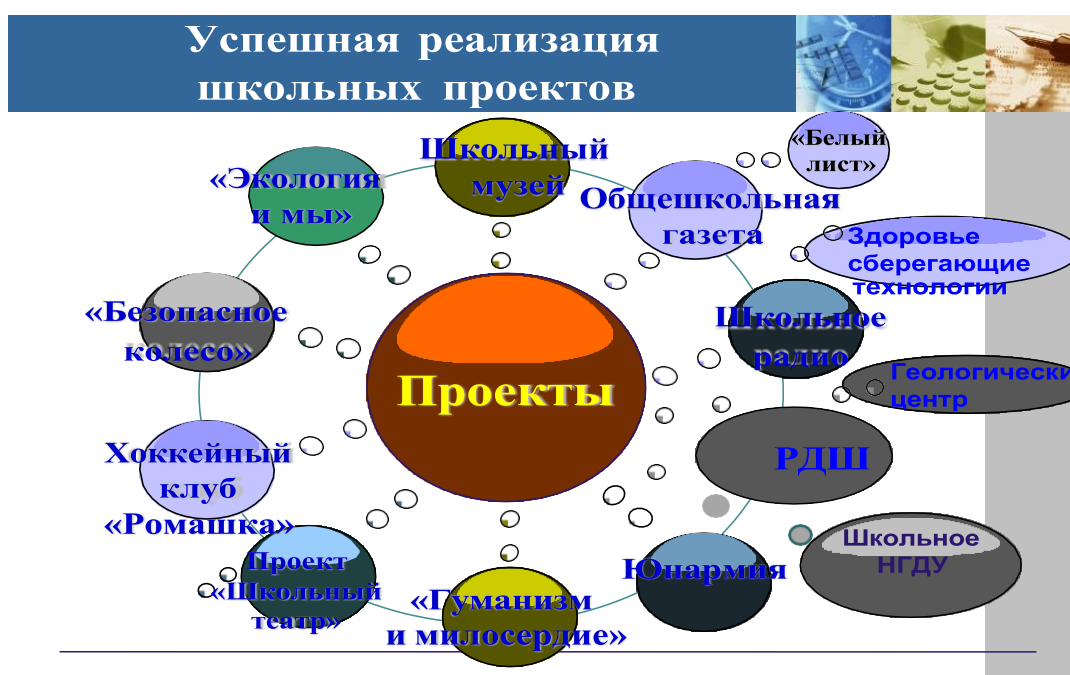 Успешная реализация
школьных проектов
«Белый
лист»
Школьный
музей
«Экология
и мы»
Общешкольная
газета
Здоровье
сберегающие
технологии
«Безопасное
колесо»
Школьное
радио
Проекты
Геологически
центр
Хоккейный
клуб
«Ромашка»
РДШ
Школьное
НГДУ
Проект
«Школьный
театр»
Юнармия
«Гуманизм
и милосердие»